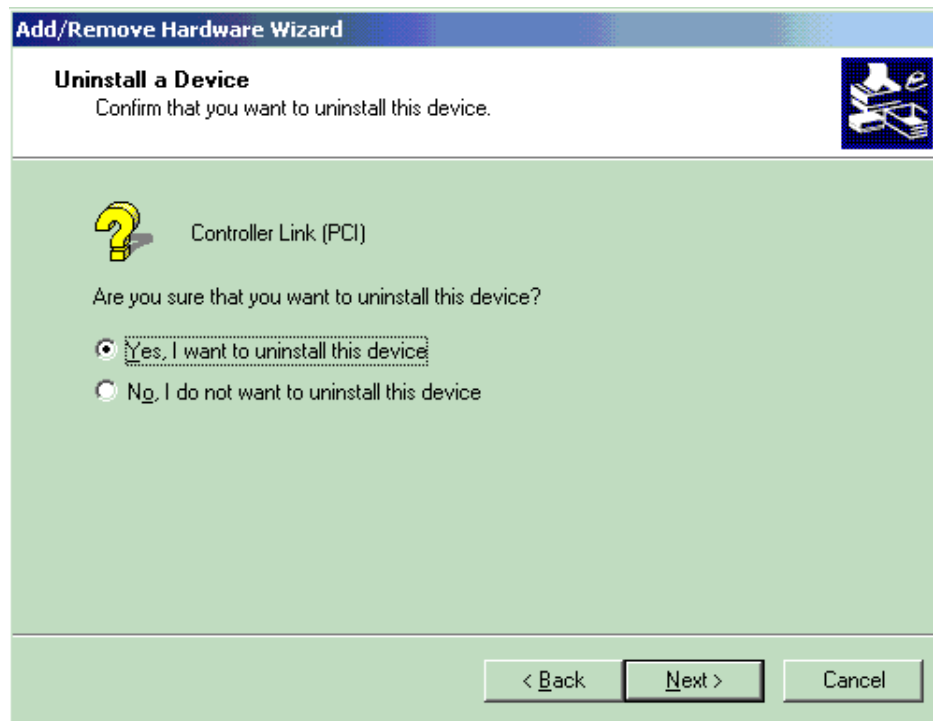 Add/Remove Hardware Wizard
Uninstall a Device
Confirm that you want to uninstall this device.
Controller Link (PCI)
Are you sure that you want to uninstall this device?
Yes, I want to uninstall this device
No, I do not want to uninstall this device
< Back Next > Cancel